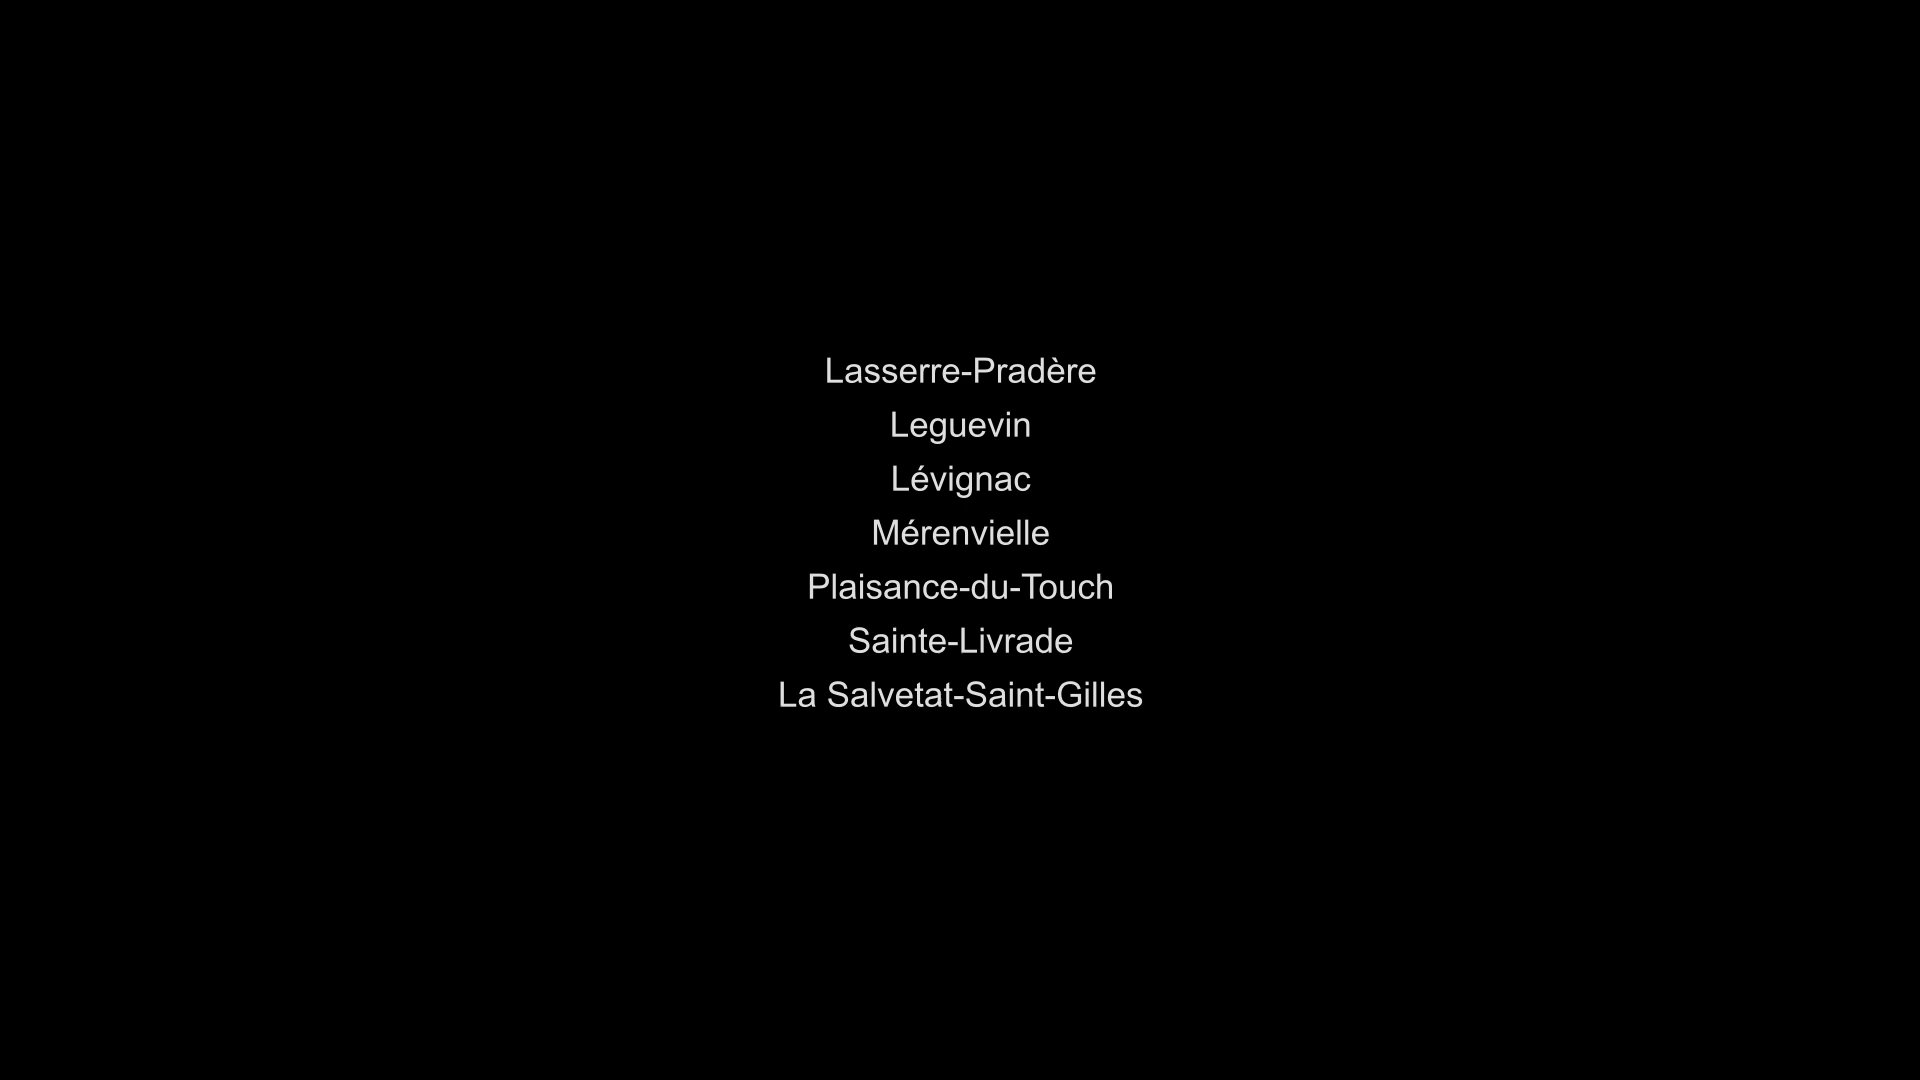 Lasserre-Pradère
Leguevin
Lévignac
Mérenvielle
Plaisance-du-Touch
Sainte-Livrade
La Salvetat-Saint-Gilles